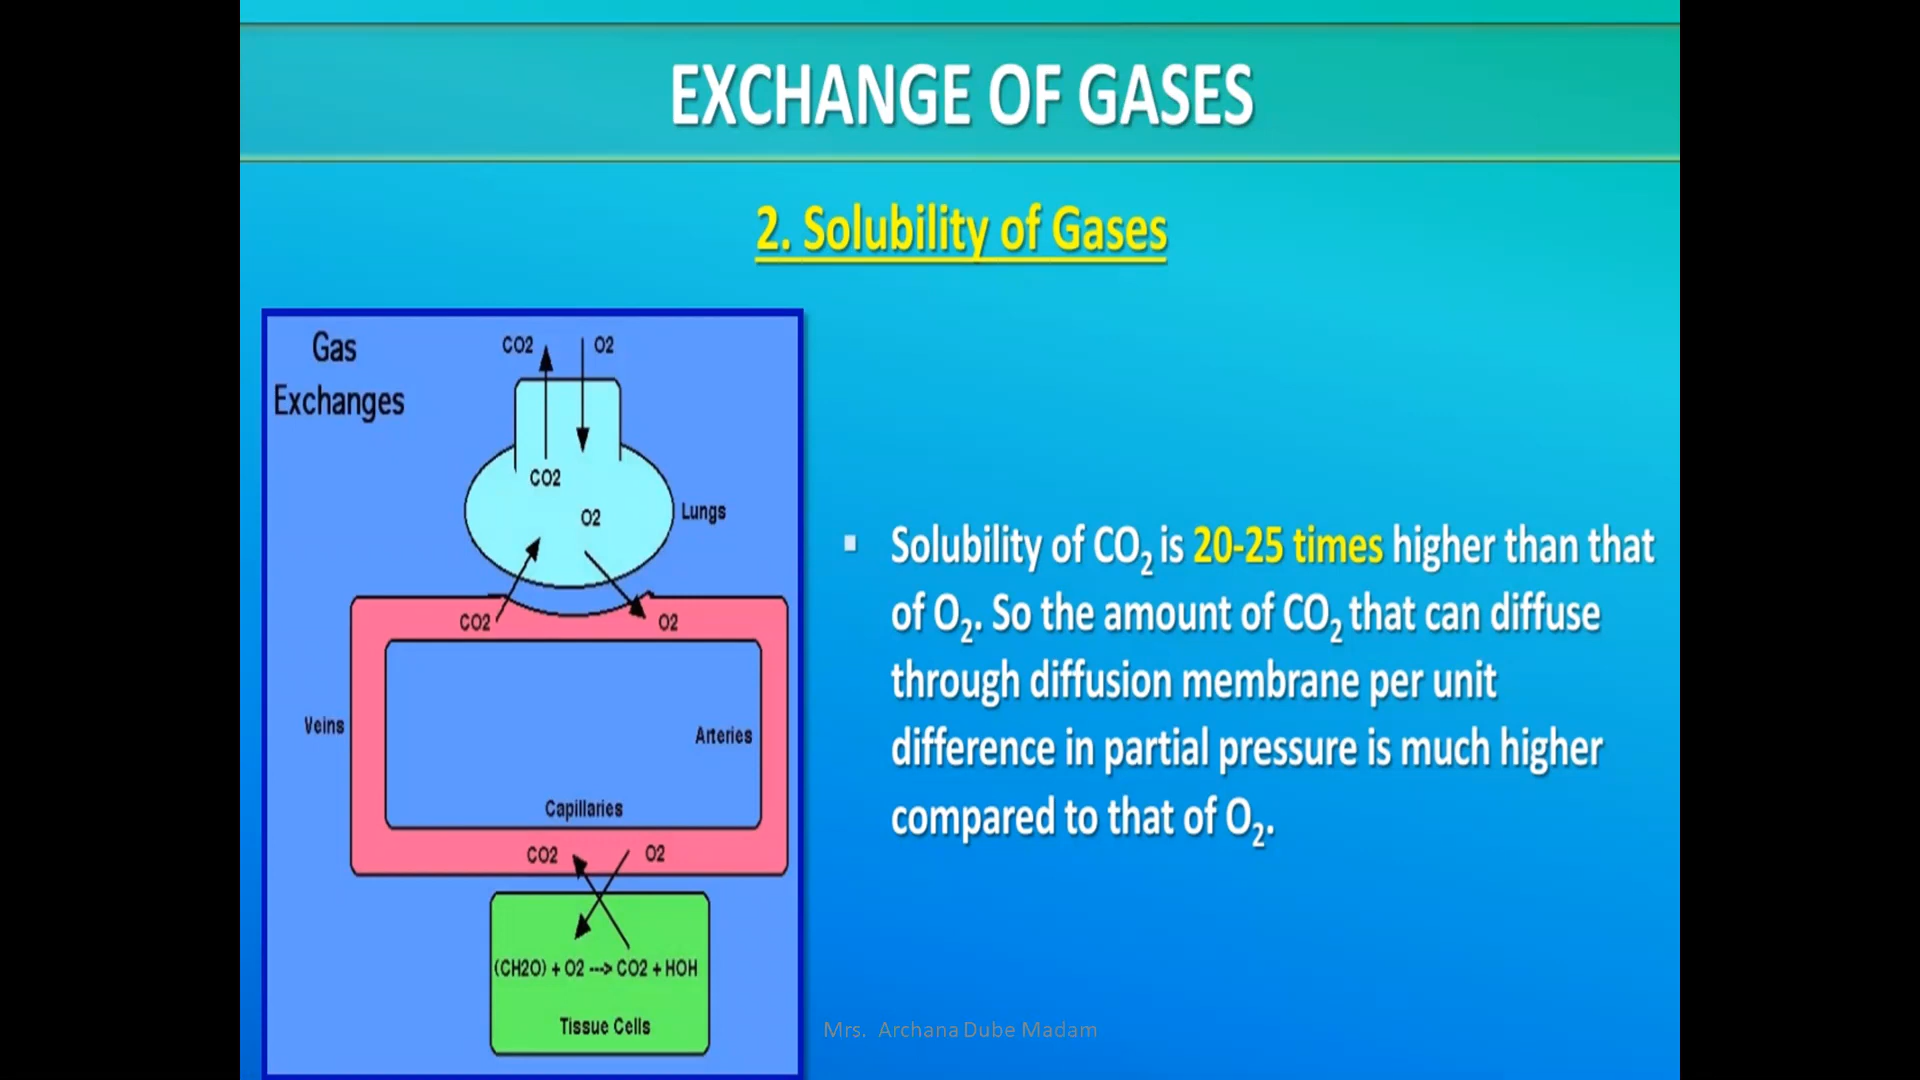 EXCHANGE OF GASES
2. Solubility of Gases
Gas
Exchanges
CO2
O2
CO2
O2
Lungs
CO2
O2
Veins
Arteries
Capillaries
CO2
O2
(CH2O) + O2 ---> CO2 + HOH
Tissue Cells
▪ Solubility of CO₂ is 20-25 times higher than that
of O₂. So the amount of CO₂ that can diffuse
through diffusion membrane per unit
difference in partial pressure is much higher
compared to that of O₂.
Mrs. Archana Dube Madam